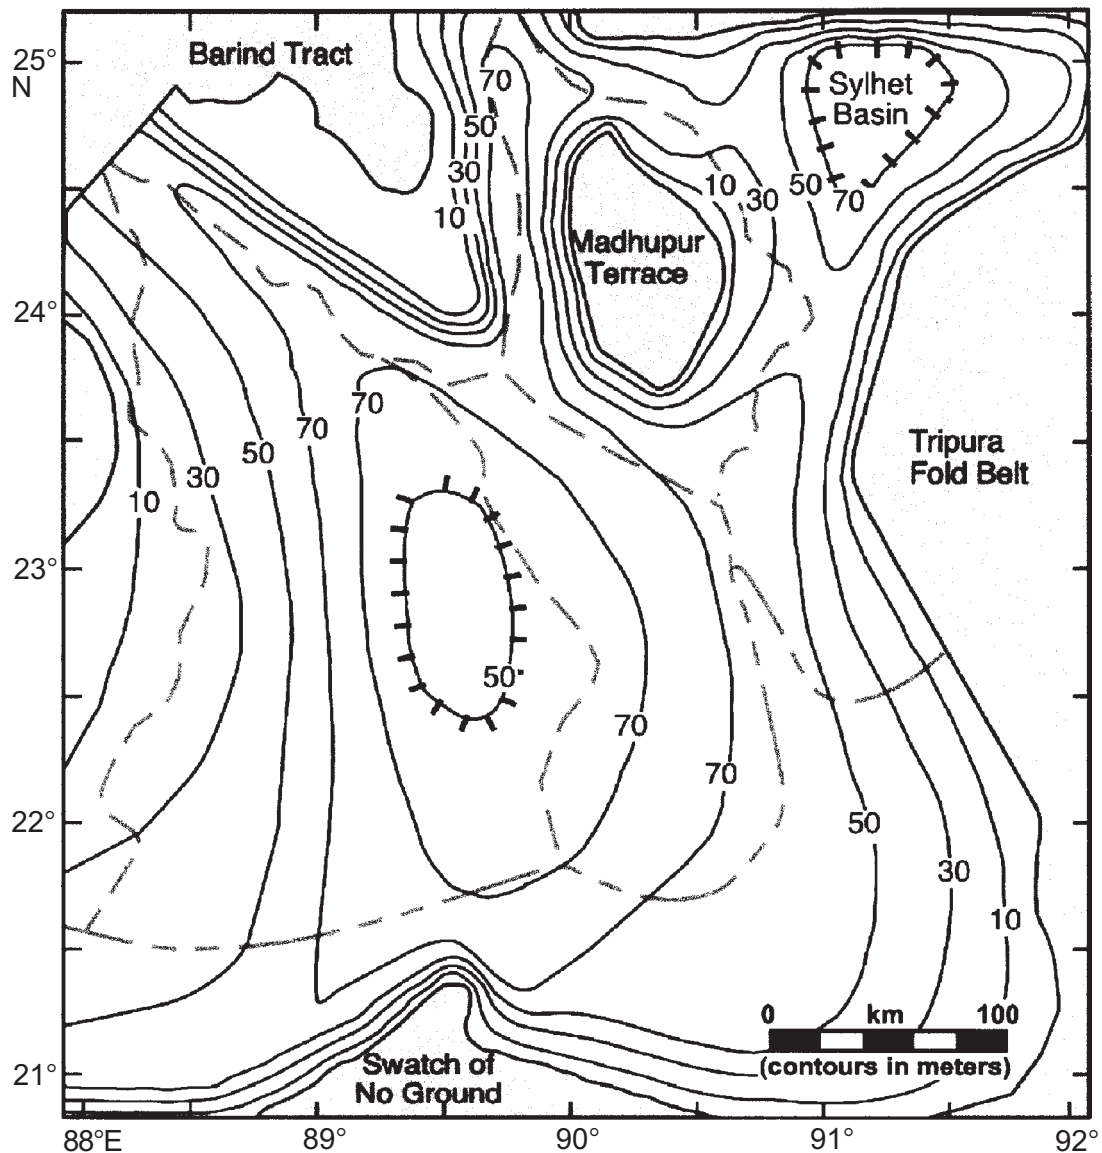 25°
N
Barind Tract
70
Sylhet
Basin
50
30
10
10
30
50
70
Madhupur
Terrace
24°
70
70
50
30
10
Tripura
Fold Belt
23°
50
70
70
22°
50
30
10
0 km 100
(contours in meters)
Swatch of
No Ground
21°
88°E 89° 90° 91° 92°